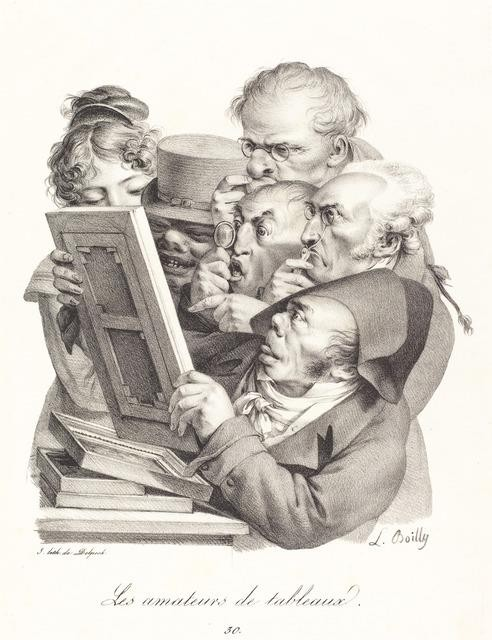 L. Boilly
I. lith. de Delpech
Les amateurs de tableaux.
30.